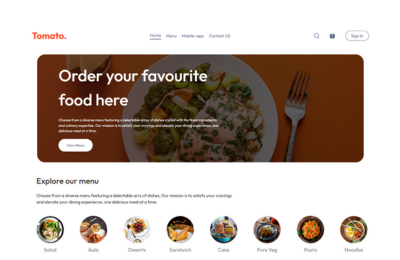 Tomato.
Home Menu Mobile-app Contact US
Sign In
Order your favourite
food here
Choose from a diverse menu featuring a delectable array of dishes crafted with the finest ingredients
and culinary expertise. Our mission is to satisfy your cravings and elevate your dining experience, one
delicious meal at a time.
View Menu
Explore our menu
Choose from a diverse menu featuring a delectable arry of dishes. Our mission is to satisfy your cravings
and elevate your dining experience, one delicious meal at a time.
Salad Rolls Deserts Sandwich Cake Pure Veg Pasta Noodles